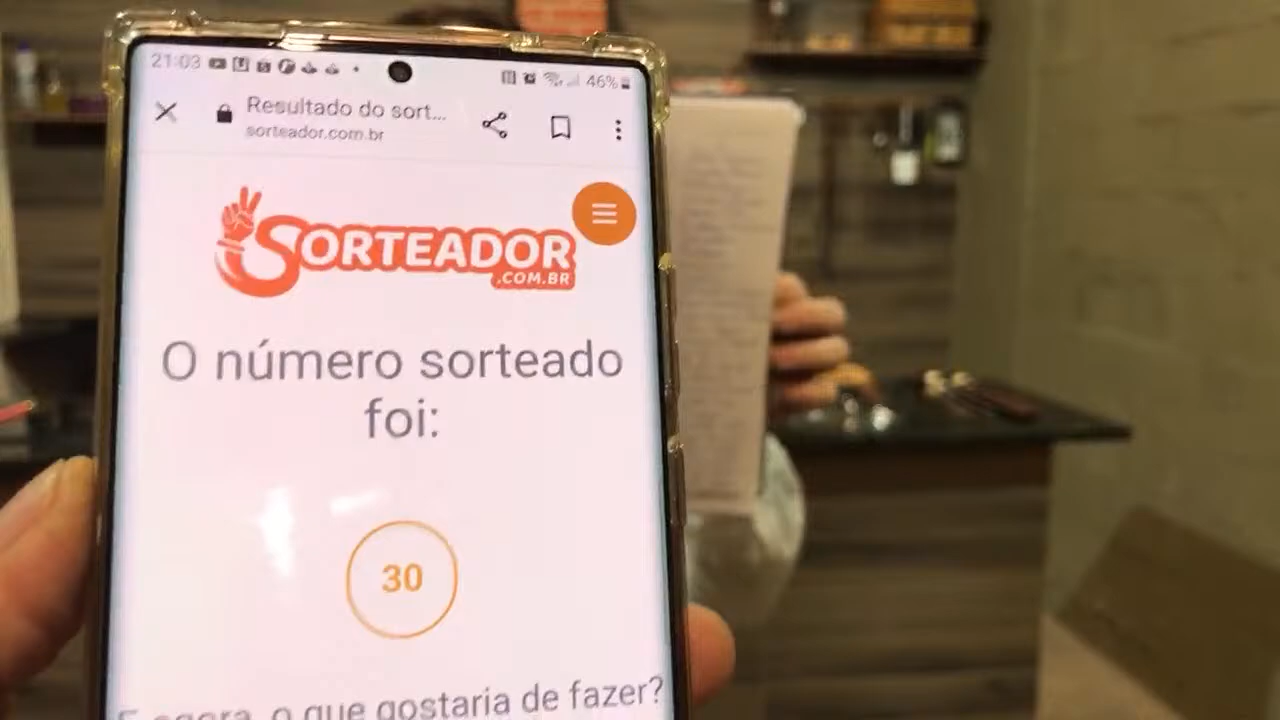 21:03
46%
Resultado do sort...
sorteador.com.br
SORTEADOR
.COM.BR
O número sorteado
foi:
30
E agora, o que gostaria de fazer?